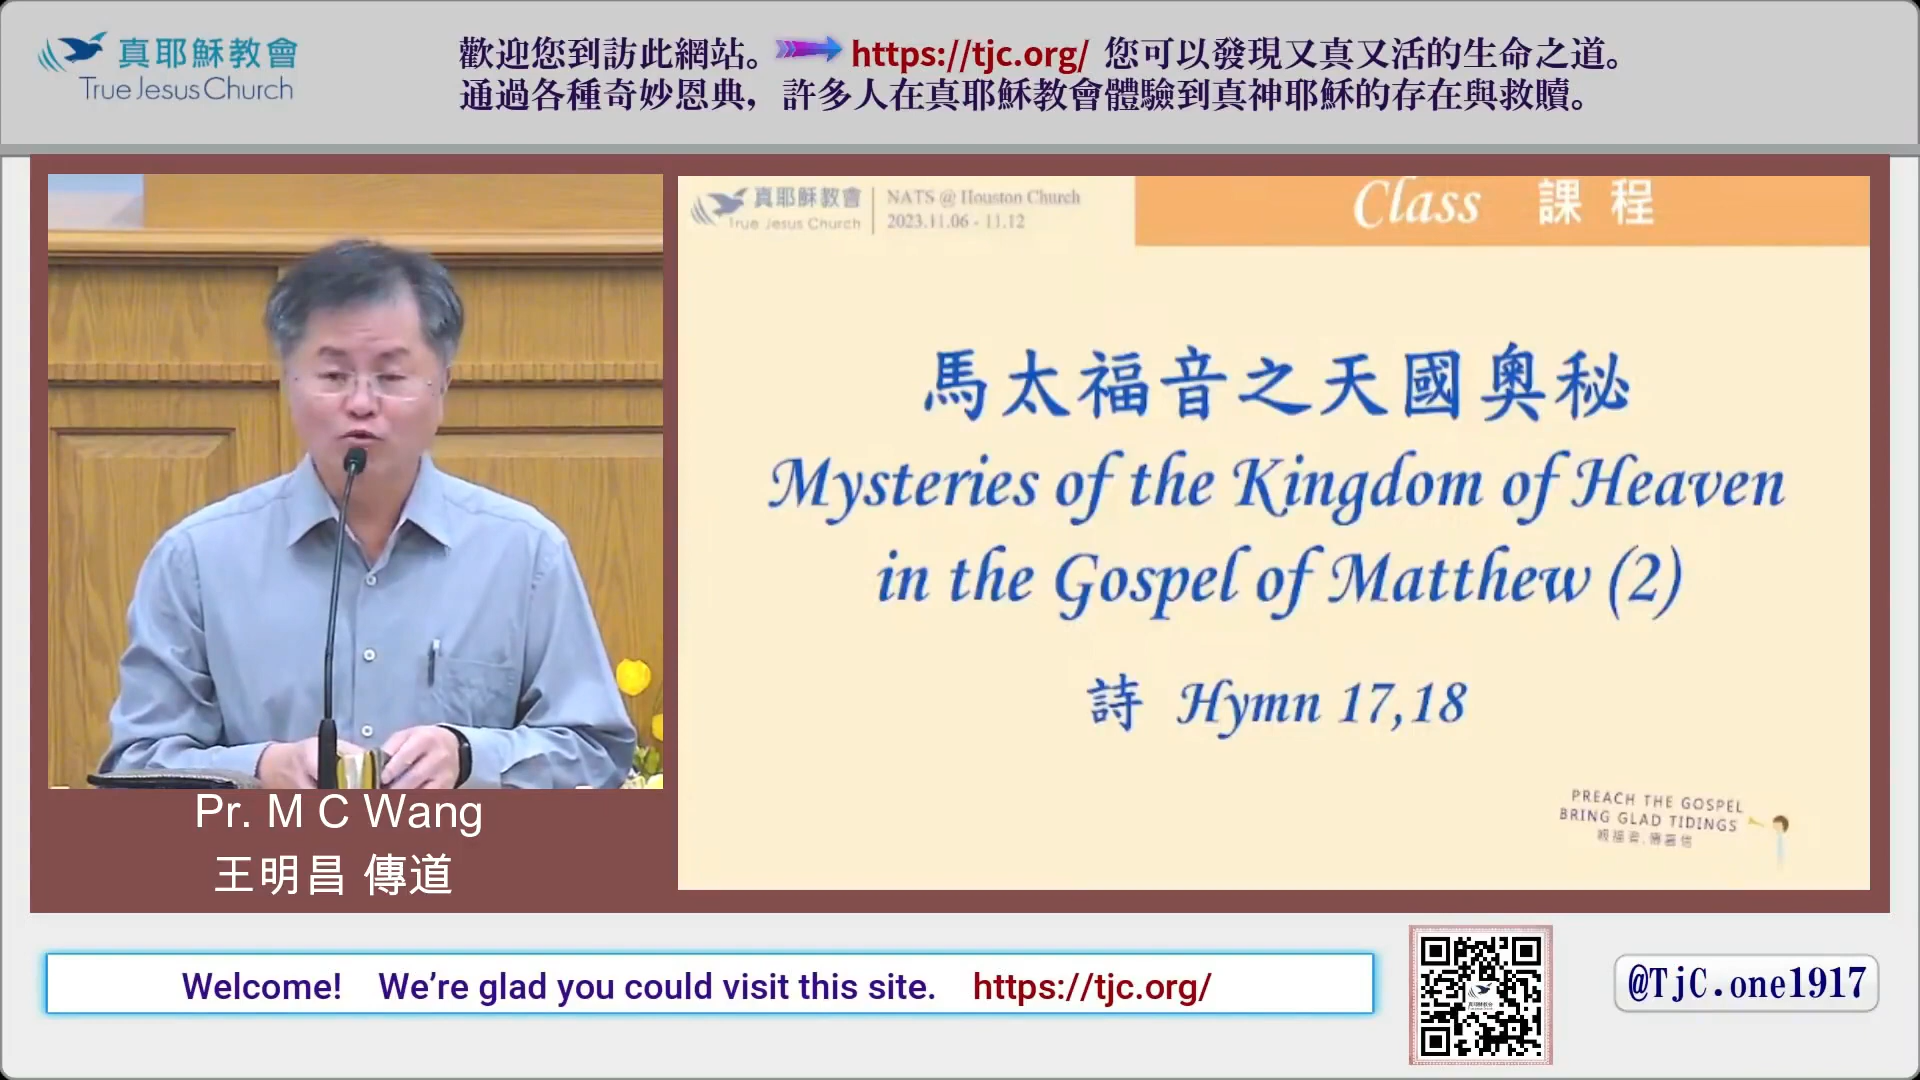 真耶穌教會
True Jesus Church
歡迎您到訪此網站。 https://tjc.org/ 您可以發現又真又活的生命之道。
通過各種奇妙恩典，許多人在真耶穌教會體驗到真神耶穌的存在與救贖。
真耶穌教會
True Jesus Church
NATS @ Houston Church
2023.11.06 - 11.12
Class 課程
馬太福音之天國奧秘
Mysteries of the Kingdom of Heaven
in the Gospel of Matthew (2)
詩 Hymn 17,18
PREACH THE GOSPEL
BRING GLAD TIDINGS
報福音.傳喜信
Pr. M C Wang
王明昌 傳道
Welcome! We’re glad you could visit this site. https://tjc.org/
@TjC.one1917